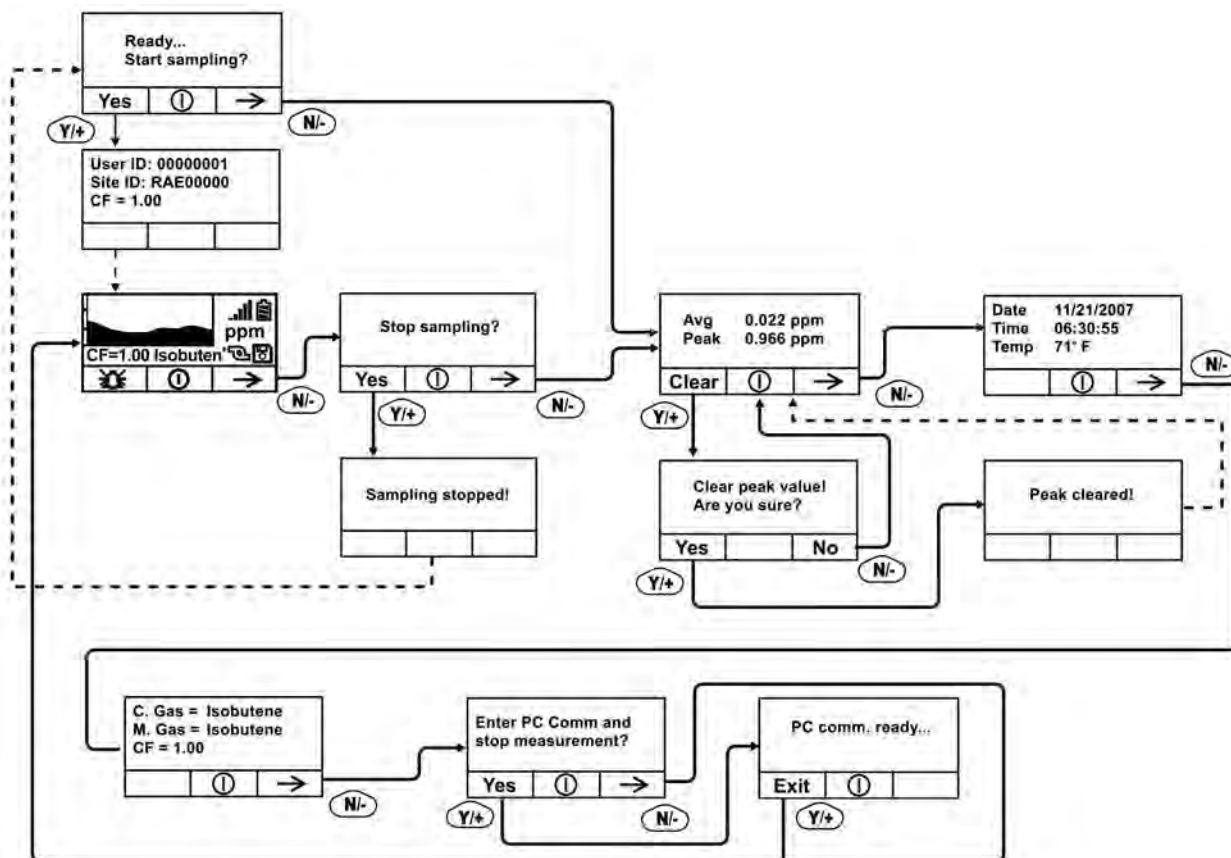 Ready...
Start sampling?
Yes
N/-
Y/+
User ID: 00000001
Site ID: RAE00000
CF = 1.00
ppm
CF=1.00 Isobuten'
N/-
Stop sampling?
Yes
Y/+
N/-
Sampling stopped!
Avg 0.022 ppm
Peak 0.966 ppm
Clear
Y/+
N/-
Date 11/21/2007
Time 06:30:55
Temp 71° F
N/-
Clear peak value!
Are you sure?
Yes No
Y/+
N/-
Peak cleared!
C. Gas = Isobutene
M. Gas = Isobutene
CF = 1.00
N/-
Enter PC Comm and
stop measurement?
Yes
Y/+
N/-
PC comm. ready...
Exit
Y/+